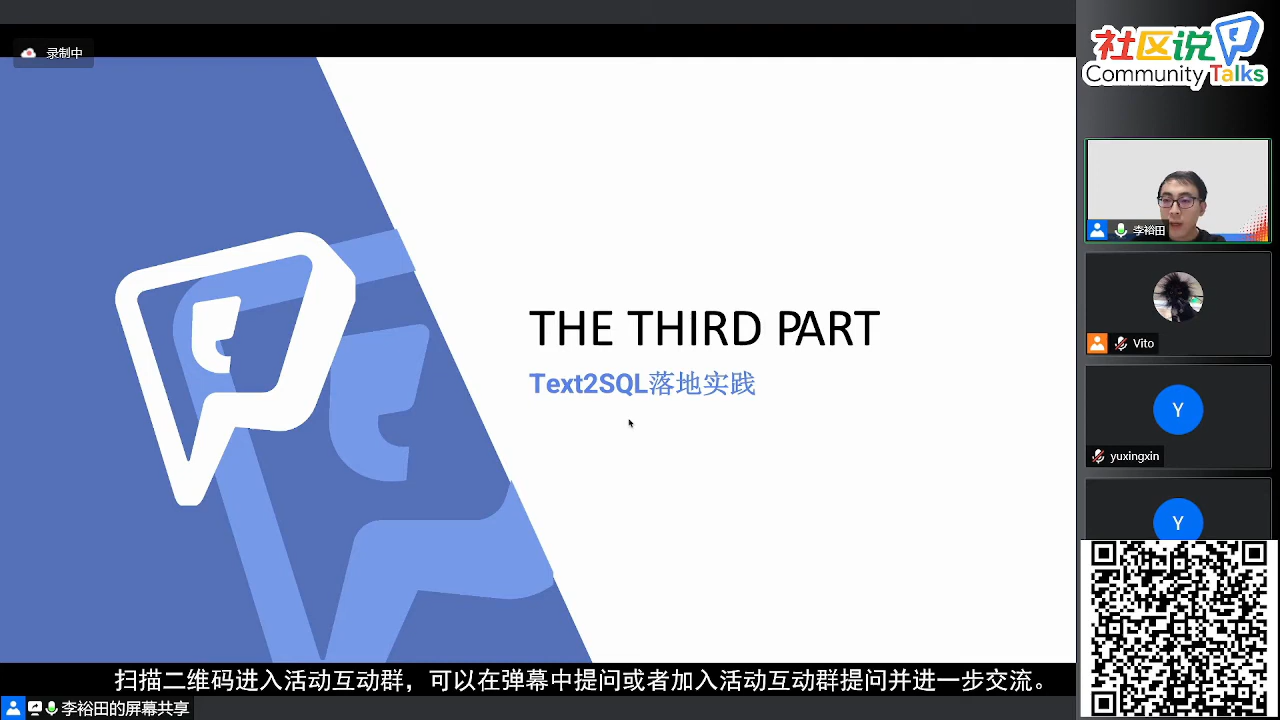 录制中
社区说
Community Talks
李裕田
Vito
Y
yuxingxin
Y
THE THIRD PART
Text2SQL落地实践
扫描二维码进入活动互动群，可以在弹幕中提问或者加入活动互动群提问并进一步交流。
李裕田的屏幕共享